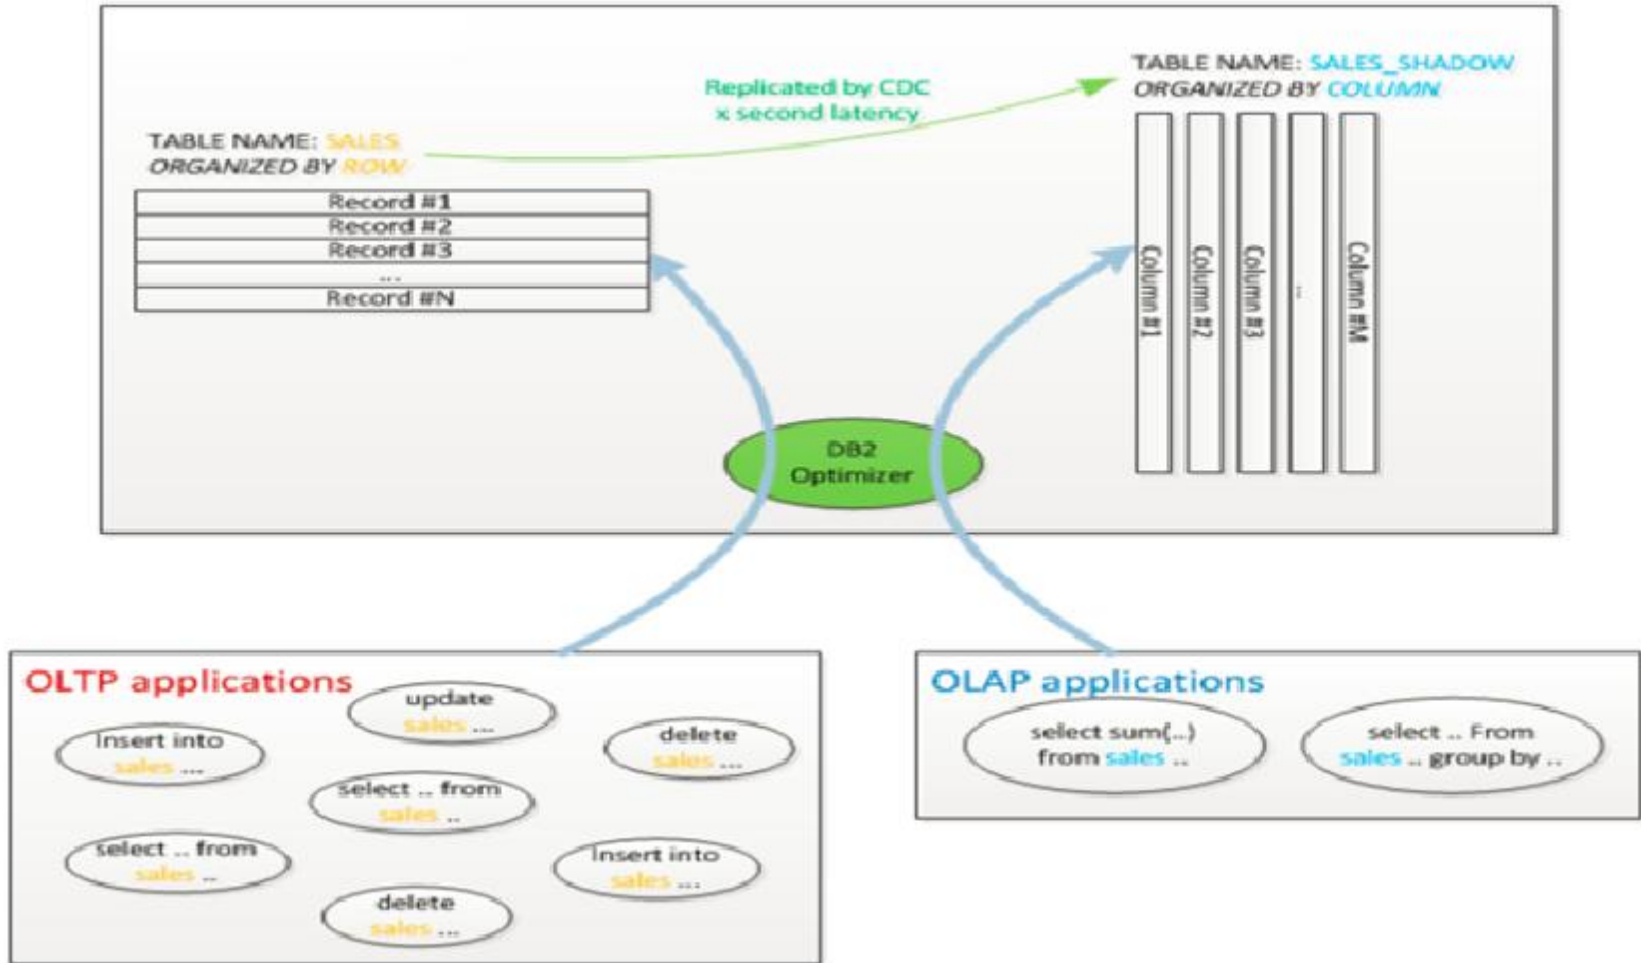 Replicated by CDC
x second latency
TABLE NAME: SALES_SHADOW
ORGANIZED BY COLUMN
TABLE NAME: SALES
ORGANIZED BY ROW
Record #1
Record #2
Record #3
...
Record #N
Column #1
Column #2
Column #3
...
Column #M
DB2
Optimizer
OLTP applications
update
sales ...
Insert into
sales ...
delete
sales ...
select .. from
sales ..
select .. from
sales ..
Insert into
sales ...
delete
sales ...
OLAP applications
select sum(..)
from sales ..
select .. From
sales .. group by ..